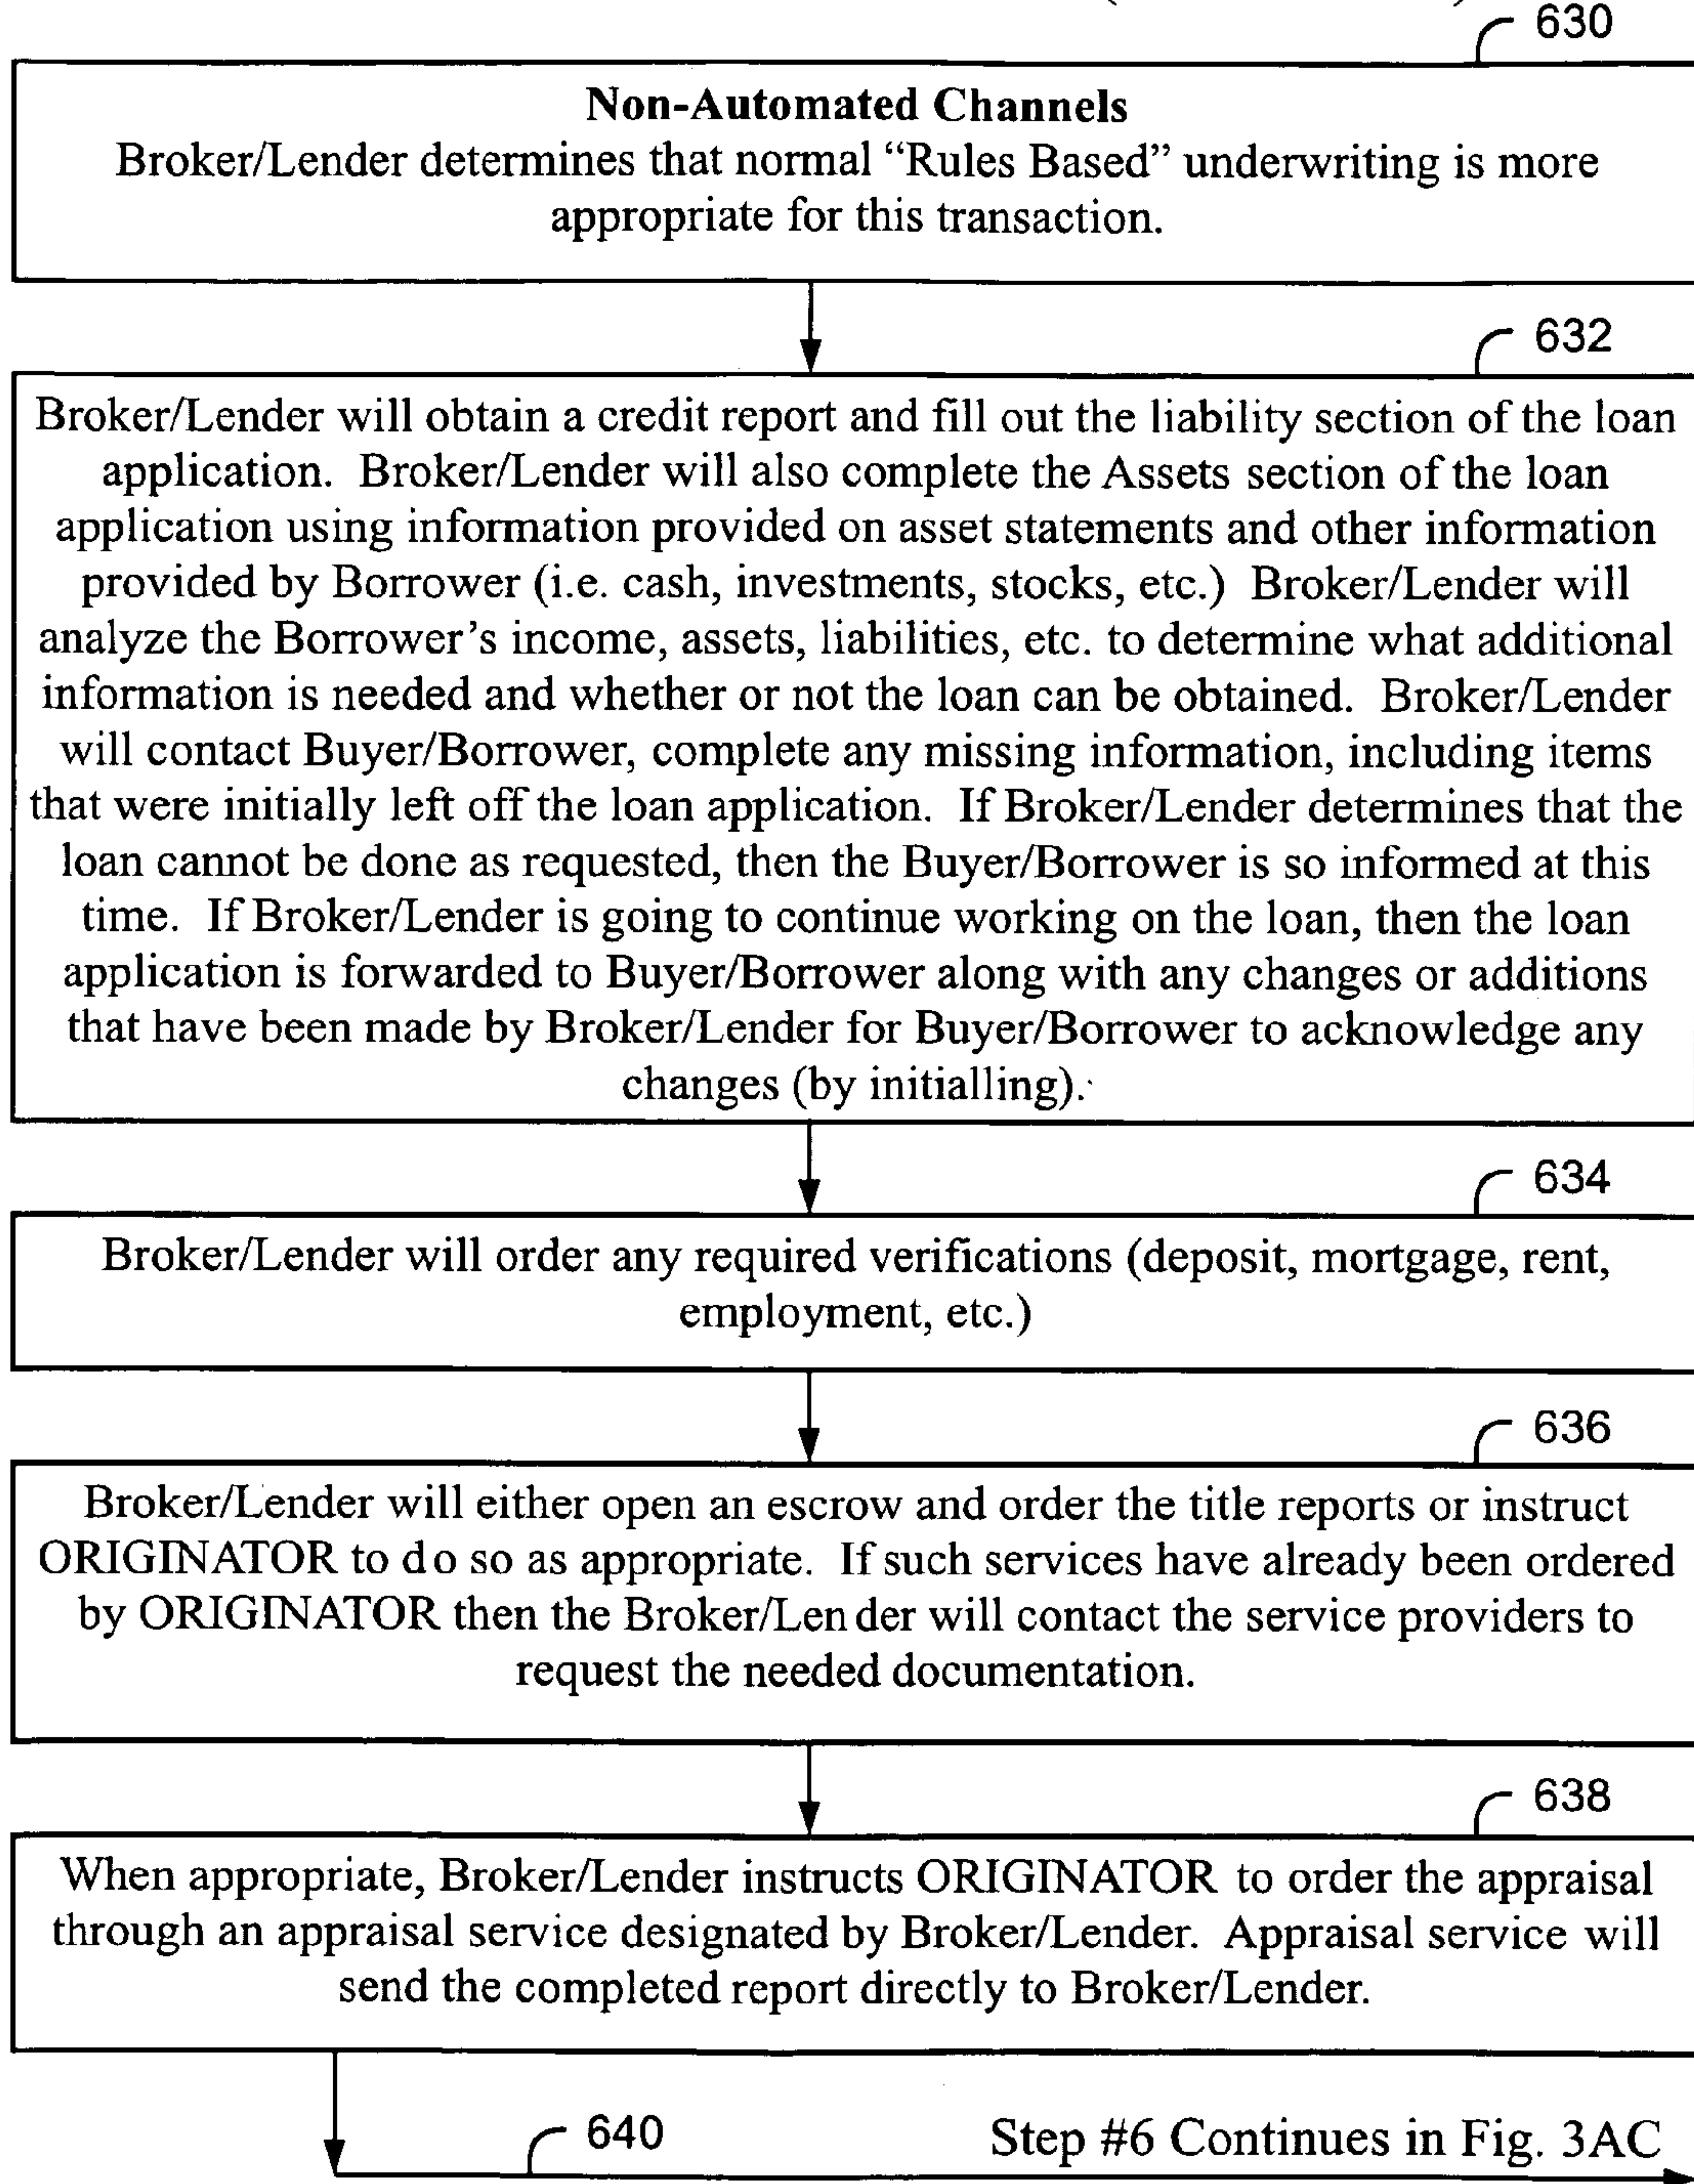 630
Non-Automated Channels
Broker/Lender determines that normal “Rules Based” underwriting is more
appropriate for this transaction.
632
Broker/Lender will obtain a credit report and fill out the liability section of the loan
application.  Broker/Lender will also complete the Assets section of the loan
application using information provided on asset statements and other information
provided by Borrower (i.e. cash, investments, stocks, etc.)  Broker/Lender will
analyze the Borrower’s income, assets, liabilities, etc. to determine what additional
information is needed and whether or not the loan can be obtained.  Broker/Lender
will contact Buyer/Borrower, complete any missing information, including items
that were initially left off the loan application.  If Broker/Lender determines that the
loan cannot be done as requested, then the Buyer/Borrower is so informed at this
time.  If Broker/Lender is going to continue working on the loan, then the loan
application is forwarded to Buyer/Borrower along with any changes or additions
that have been made by Broker/Lender for Buyer/Borrower to acknowledge any
changes (by initialling).
634
Broker/Lender will order any required verifications (deposit, mortgage, rent,
employment, etc.)
636
Broker/Lender will either open an escrow and order the title reports or instruct
ORIGINATOR to do so as appropriate.  If such services have already been ordered
by ORIGINATOR then the Broker/Lender will contact the service providers to
request the needed documentation.
638
When appropriate, Broker/Lender instructs ORIGINATOR to order the appraisal
through an appraisal service designated by Broker/Lender.  Appraisal service will
send the completed report directly to Broker/Lender.
640
Step #6 Continues in Fig. 3AC